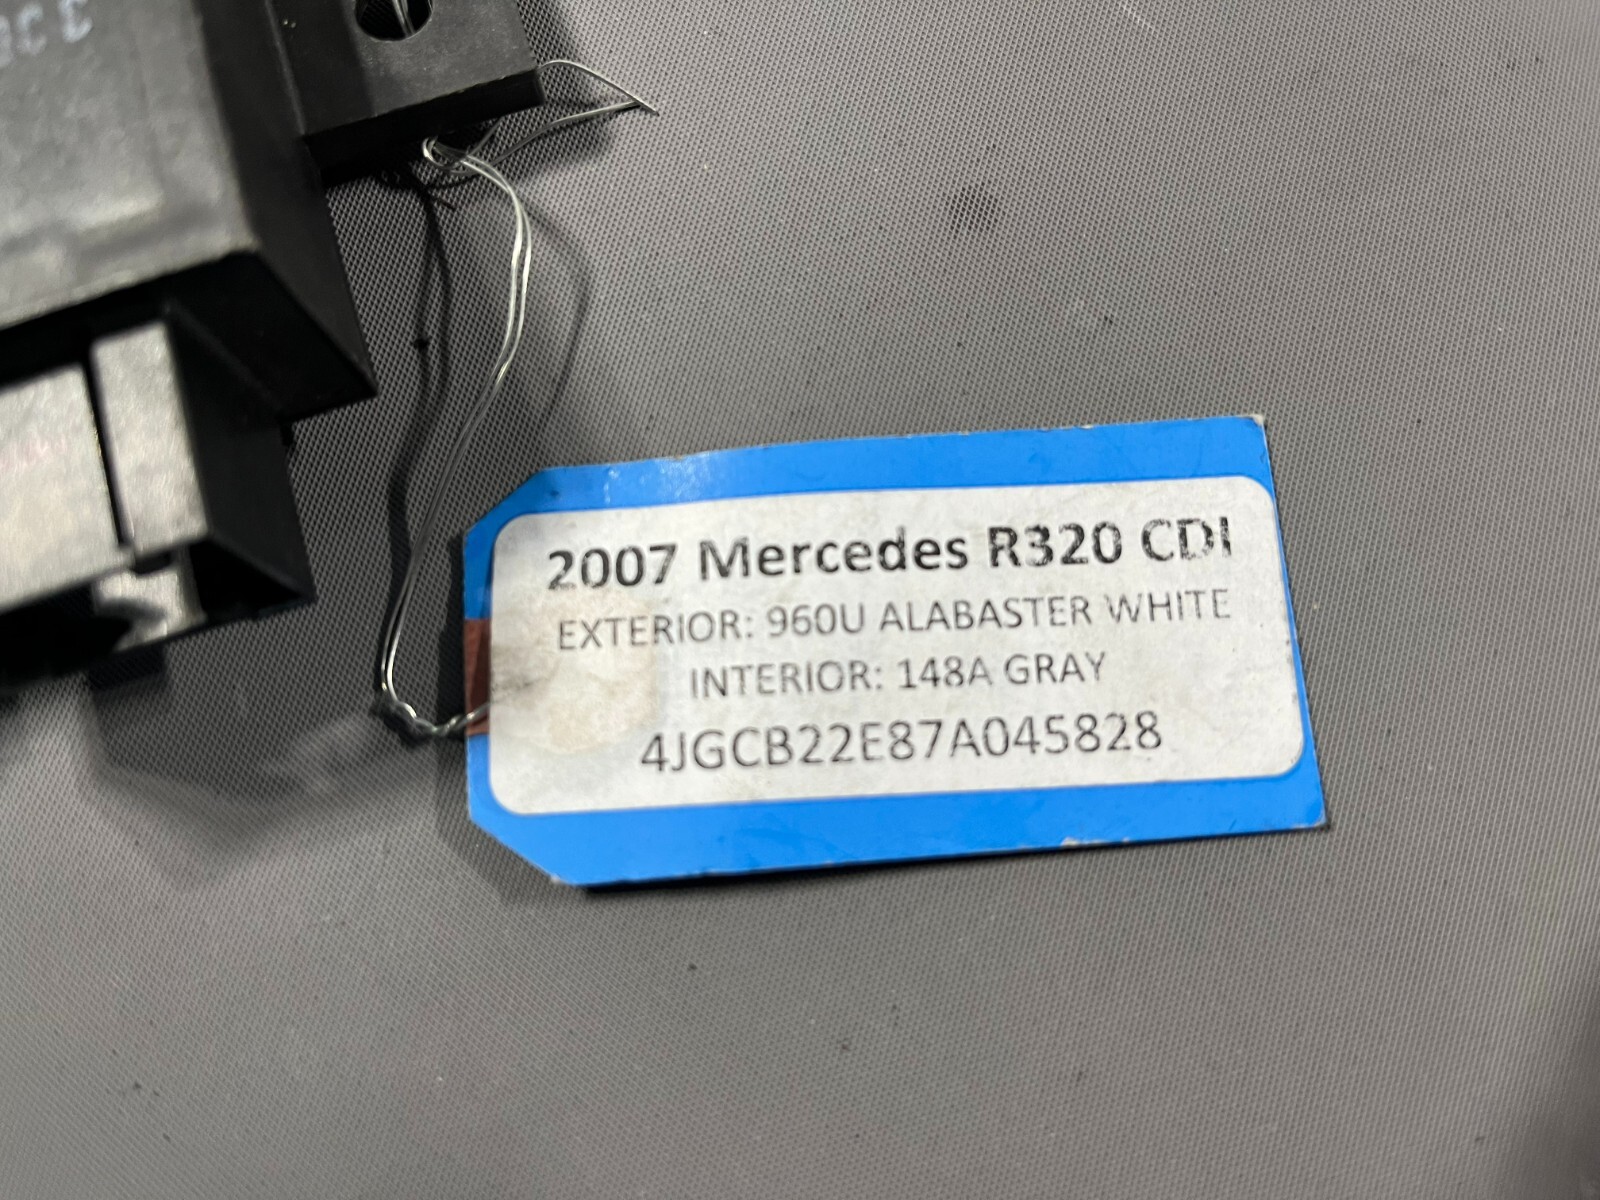 2007 Mercedes R320 CDI
EXTERIOR: 960U ALABASTER WHITE
INTERIOR: 148A GRAY
4JGCB22E87A045828